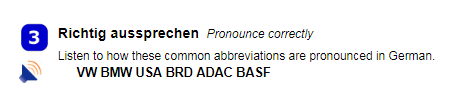 3 Richtig aussprechen Pronounce correctly
Listen to how these common abbreviations are pronounced in German.
VW BMW USA BRD ADAC BASF